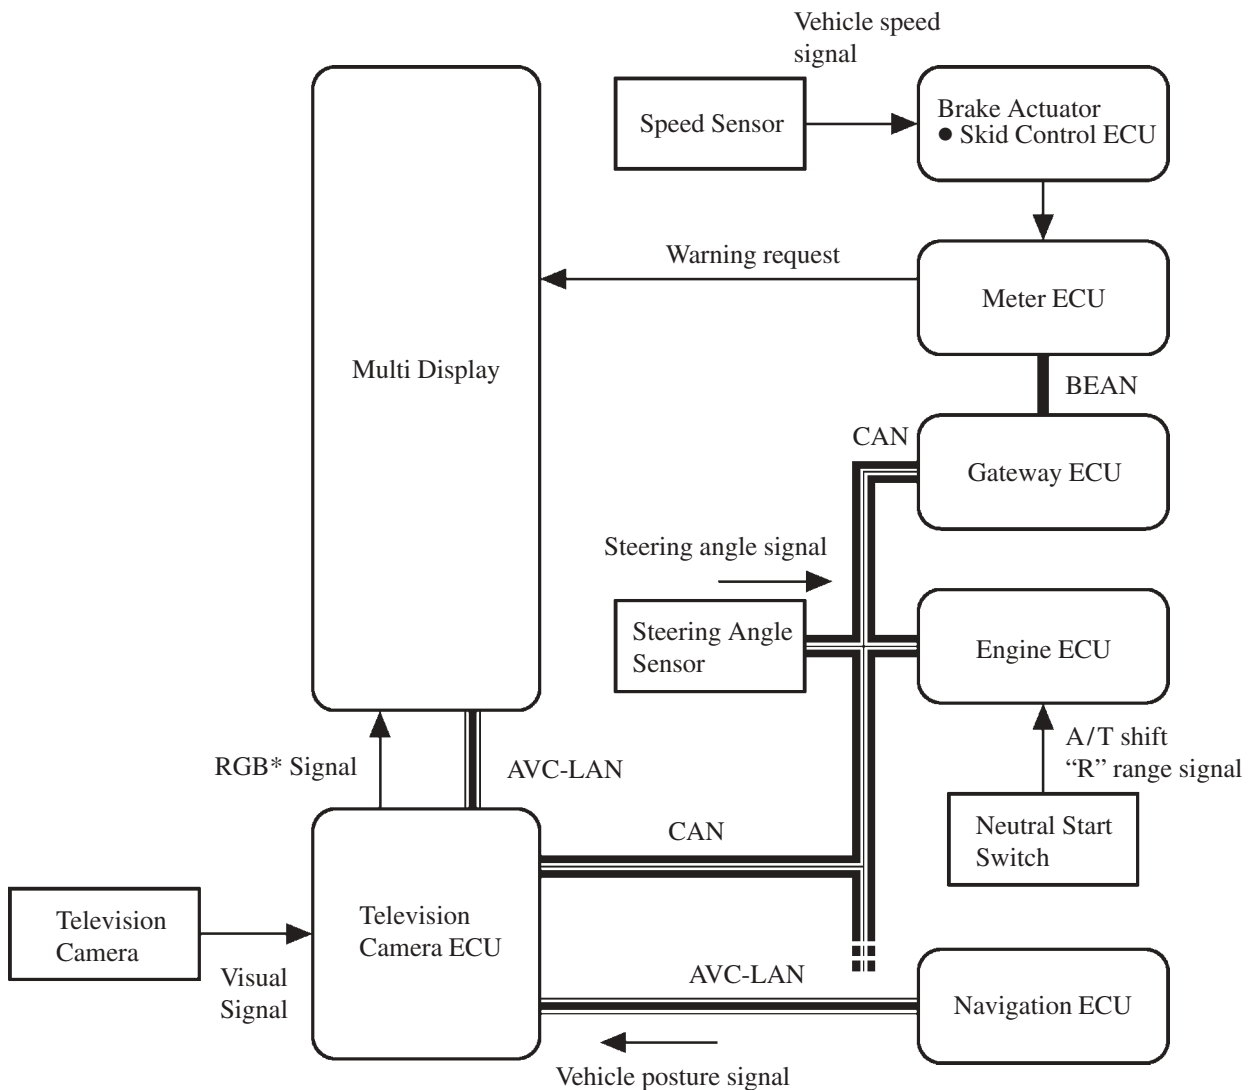 Vehicle speed
signal
Speed Sensor
Brake Actuator
● Skid Control ECU
Warning request
Meter ECU
Multi Display
BEAN
CAN
Gateway ECU
Steering angle signal
Steering Angle
Sensor
Engine ECU
A/T shift
“R” range signal
RGB* Signal
AVC-LAN
Neutral Start
Switch
CAN
Television
Camera
Television
Camera ECU
Visual
Signal
AVC-LAN
Navigation ECU
Vehicle posture signal